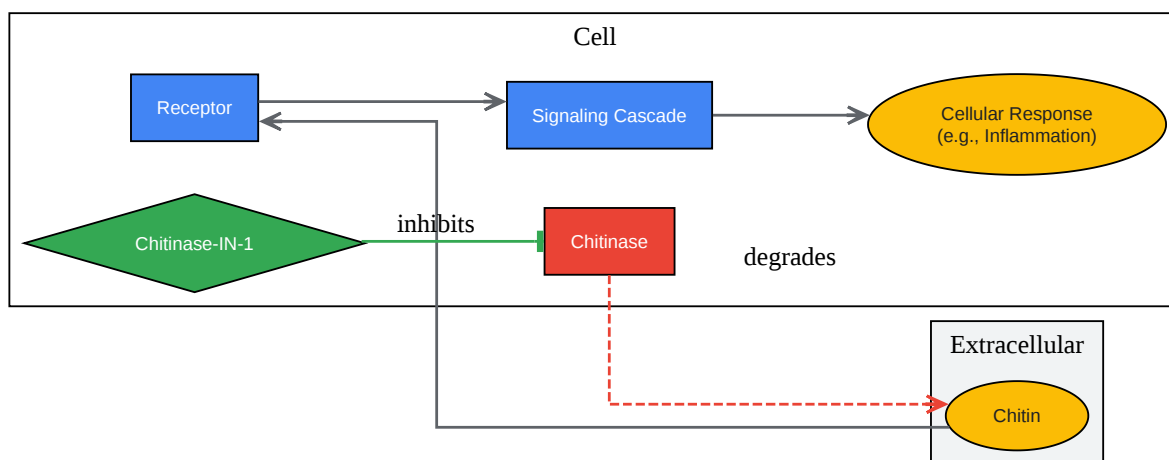 Cell
Receptor
Signaling Cascade
Cellular Response
(e.g., Inflammation)
Chitinase-IN-1
inhibits
Chitinase
degrades
Extracellular
Chitin